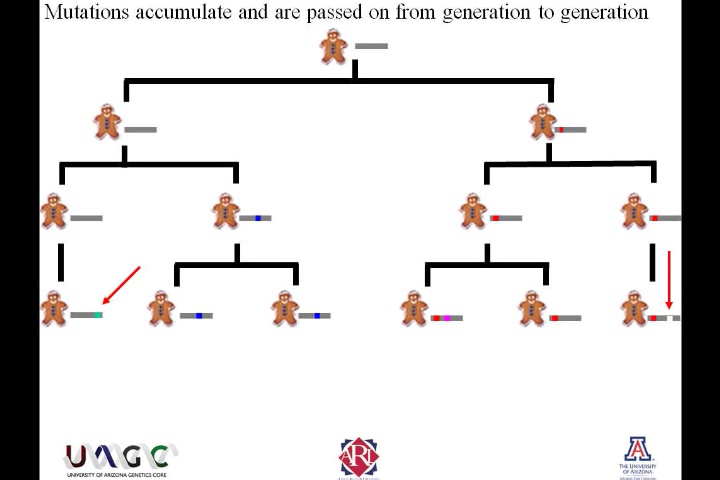 Mutations accumulate and are passed on from generation to generation
UAGC
UNIVERSITY OF ARIZONA GENETICS CORE
ARL
A
THE UNIVERSITY
OF ARIZONA